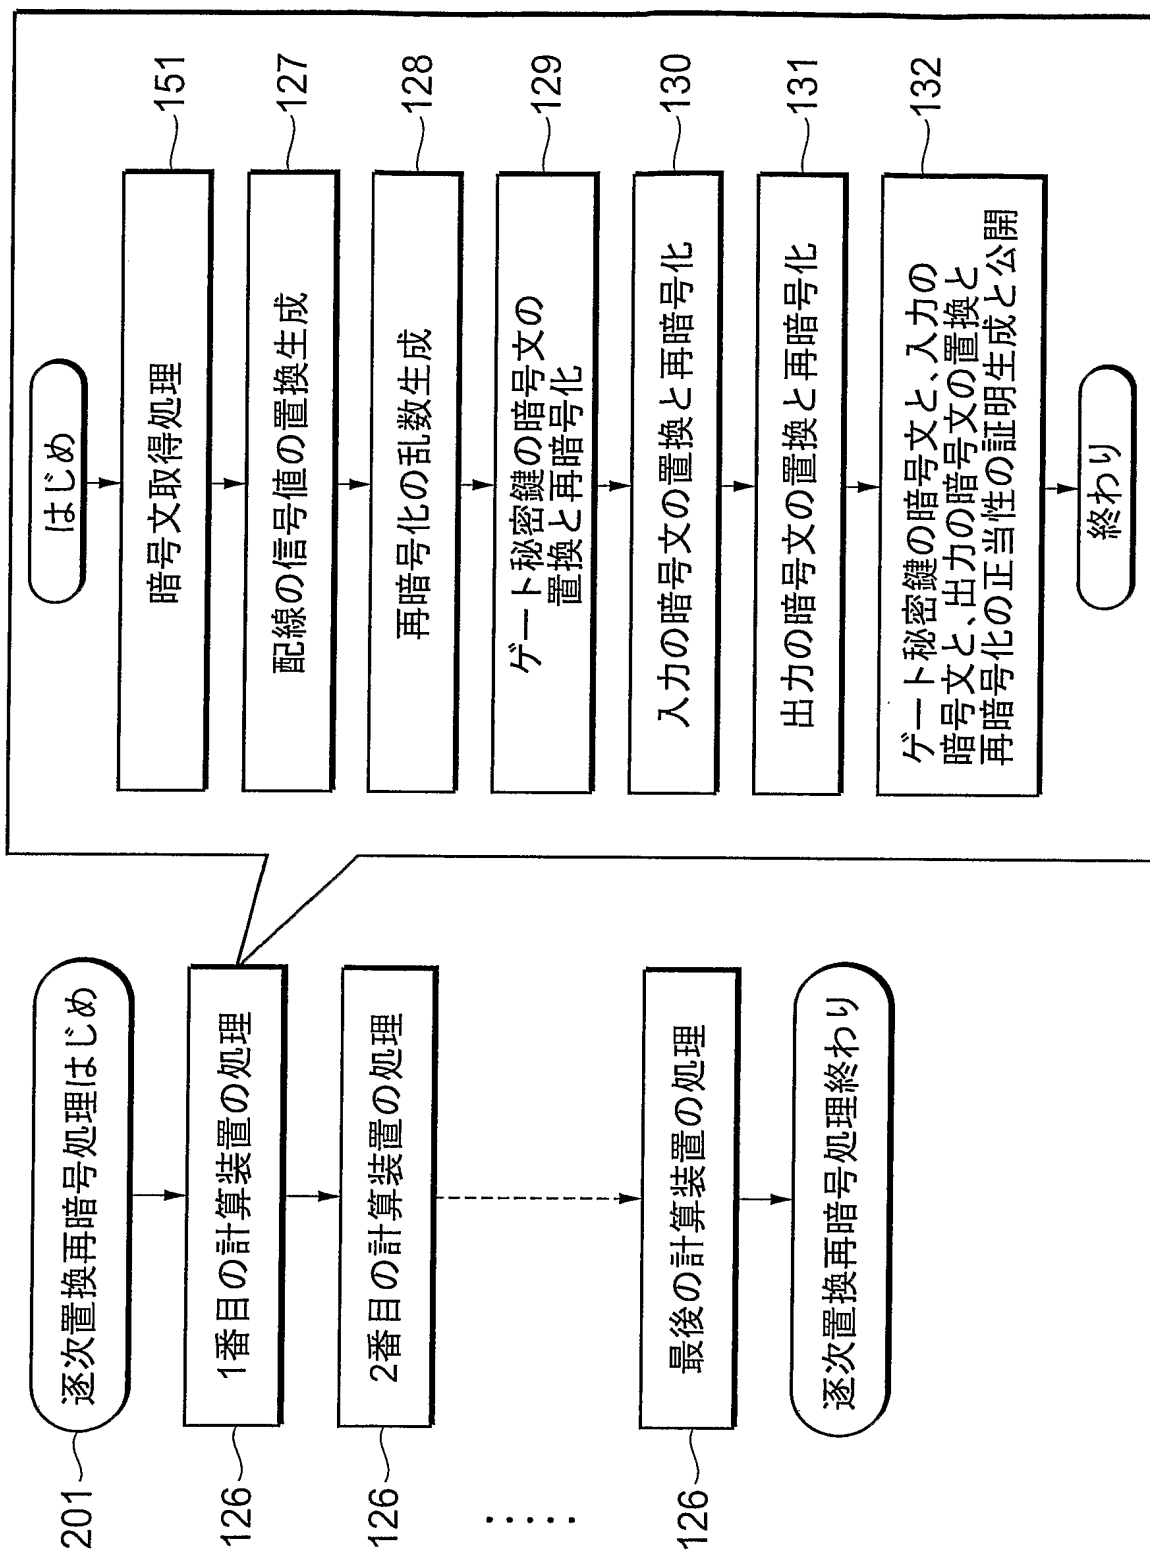 逐次置換再暗号処理はじめ
201
1番目の計算装置の処理
126
2番目の計算装置の処理
126
・・・・・
最後の計算装置の処理
126
逐次置換再暗号処理終わり
はじめ
暗号文取得処理
151
配線の信号値の置換生成
127
再暗号化の乱数生成
128
ゲート秘密鍵の暗号文の
置換と再暗号化
129
入力の暗号文の置換と再暗号化
130
出力の暗号文の置換と再暗号化
131
ゲート秘密鍵の暗号文と、入力の
暗号文と、出力の暗号文の置換と
再暗号化の正当性の証明生成と公開
132
終わり